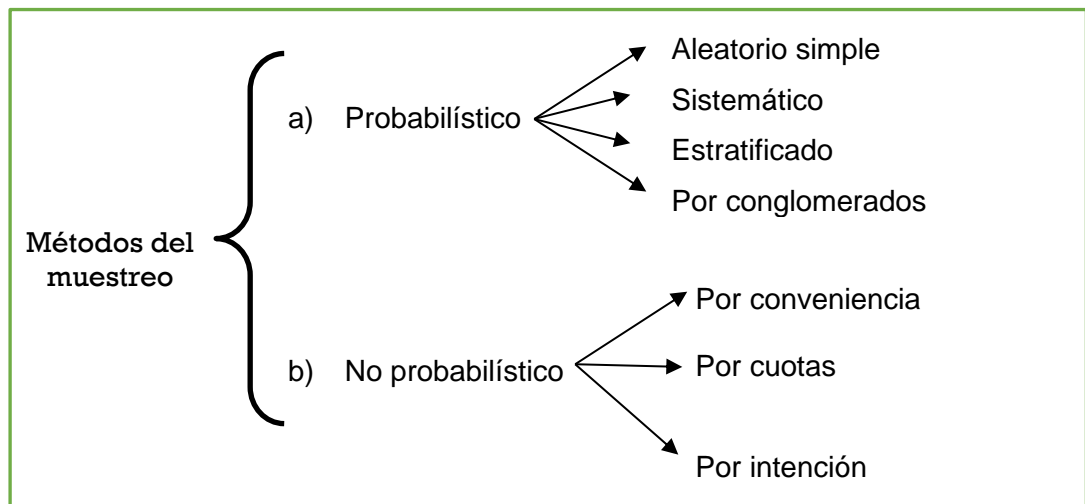 Métodos del
muestreo
a) Probabilístico
Aleatorio simple
Sistemático
Estratificado
Por conglomerados
b) No probabilístico
Por conveniencia
Por cuotas
Por intención